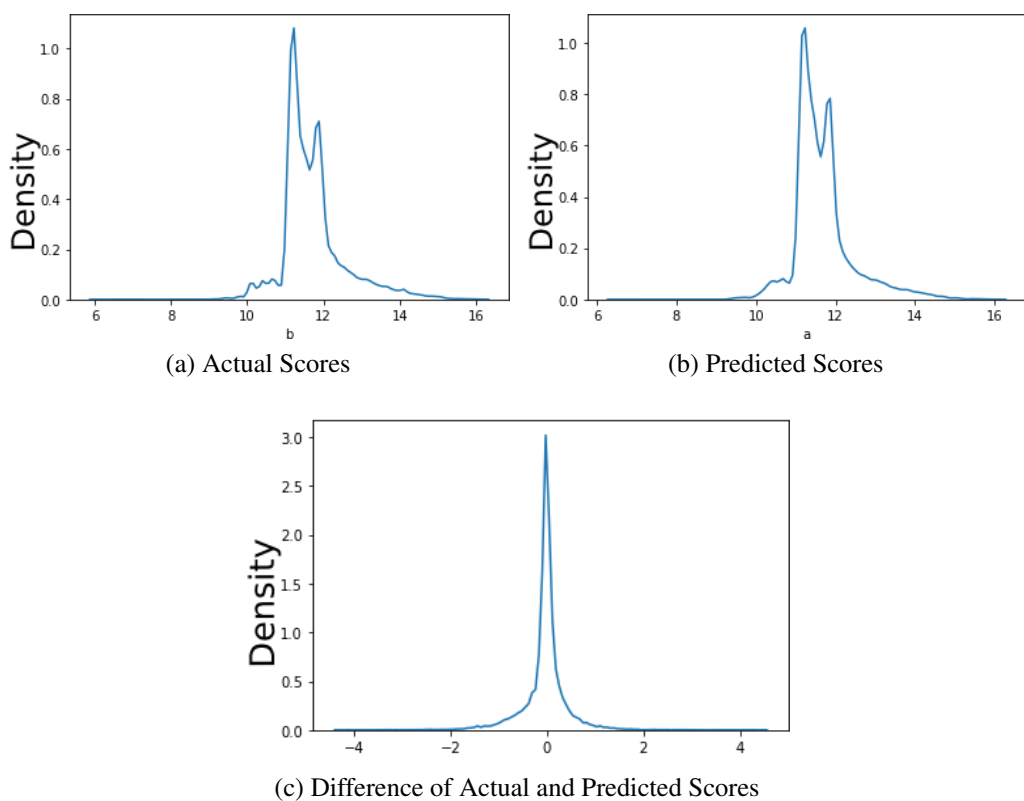 Density
1.0
0.8
0.6
0.4
0.2
0.0
6 8 10 12 14 16
b
(a) Actual Scores
Density
1.0
0.8
0.6
0.4
0.2
0.0
6 8 10 12 14 16
a
(b) Predicted Scores
Density
3.0
2.5
2.0
1.5
1.0
0.5
0.0
−4 −2 0 2 4
(c) Difference of Actual and Predicted Scores